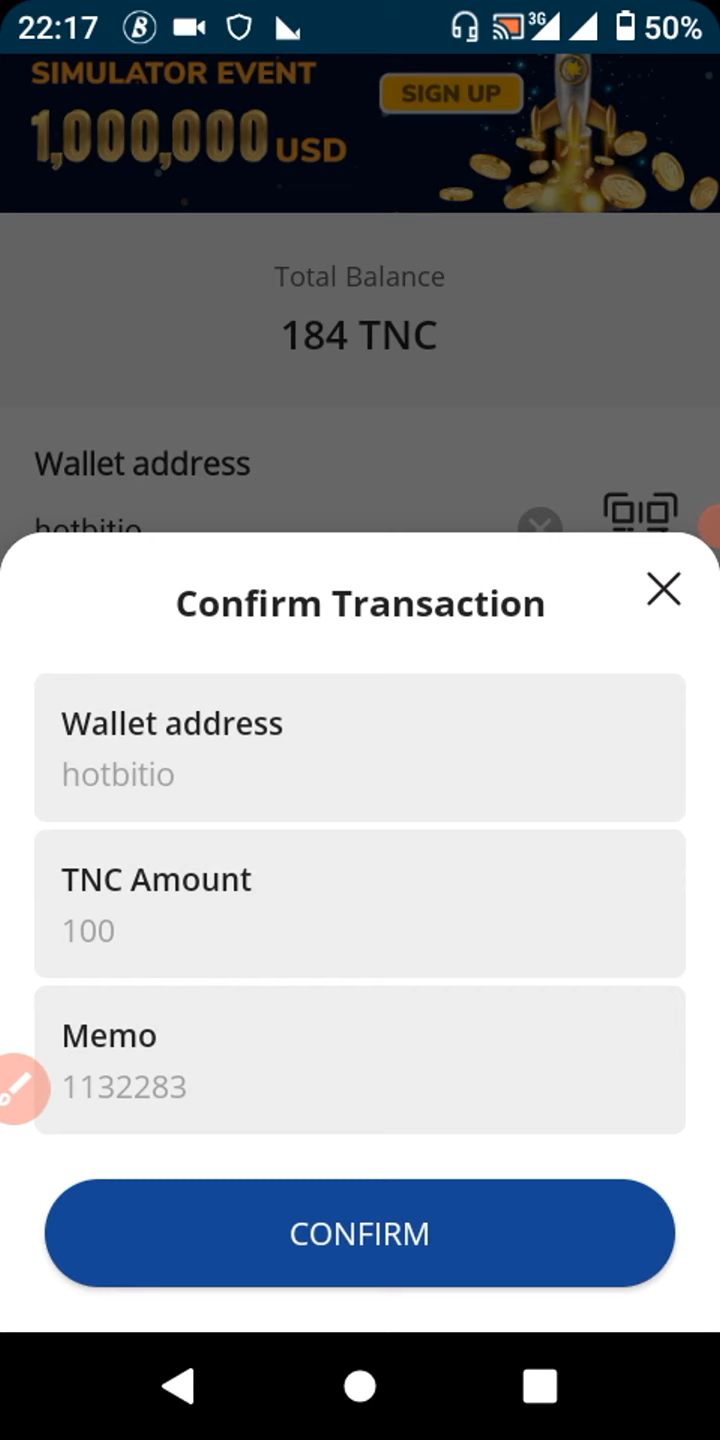 22:17
3G
50%
SIMULATOR EVENT
SIGN UP
1,000,000 USD
Total Balance
184 TNC
Wallet address
hotbitio
Confirm Transaction
Wallet address
hotbitio
TNC Amount
100
Memo
1132283
CONFIRM